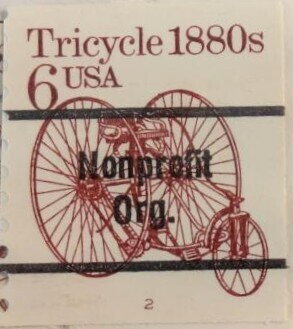 Tricycle 1880s
6 USA
Nonprofit
Org.
2